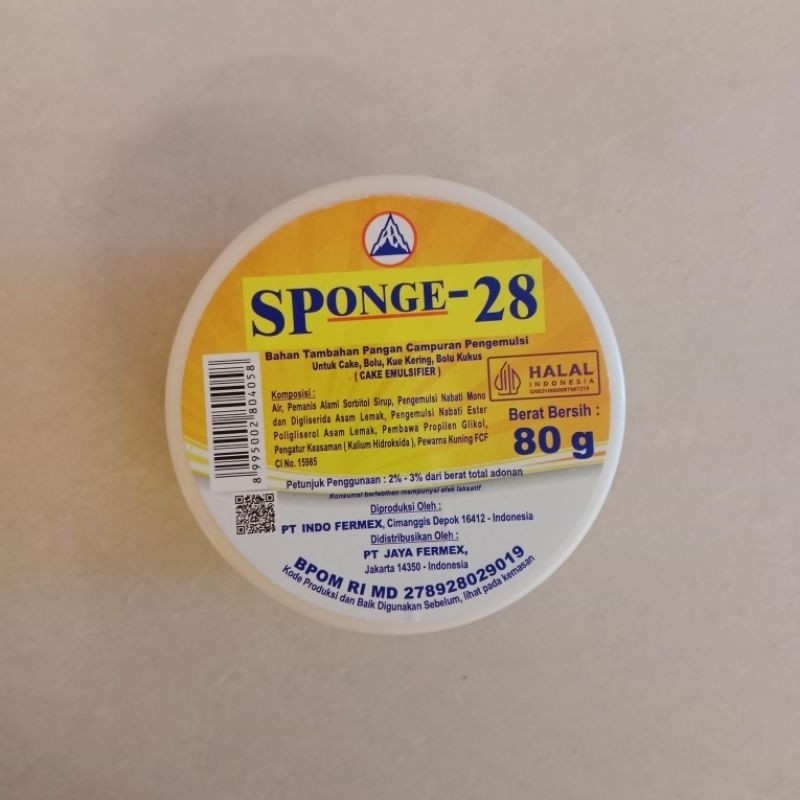 SPONGE-28
Bahan Tambahan Pangan Campuran Pengemulsi
Untuk Cake, Bolu, Kue Kering, Bolu Kukus
( CAKE EMULSIFIER )
HALAL
INDONESIA
Komposisi :
Air, Pemanis Alami Sorbitol Sirup, Pengemulsi Nabati Mono
dan Digliserida Asam Lemak, Pengemulsi Nabati Ester
Poligliserol Asam Lemak, Pembawa Propilen Glikol,
Pengatur Keasaman ( Kalium Hidroksida ), Pewarna Kuning FCF
CI No. 15985
Berat Bersih :
80 g
8 995002 804058
Petunjuk Penggunaan : 2% - 3% dari berat total adonan
Konsumsi berlebihan mempunyai efek laksatif
Diproduksi Oleh :
PT INDO FERMEX, Cimanggis Depok 16412 - Indonesia
Didistribusikan Oleh :
PT JAYA FERMEX,
Jakarta 14350 - Indonesia
BPOM RI MD 278928029019
Kode Produksi dan Baik Digunakan Sebelum, lihat pada kemasan